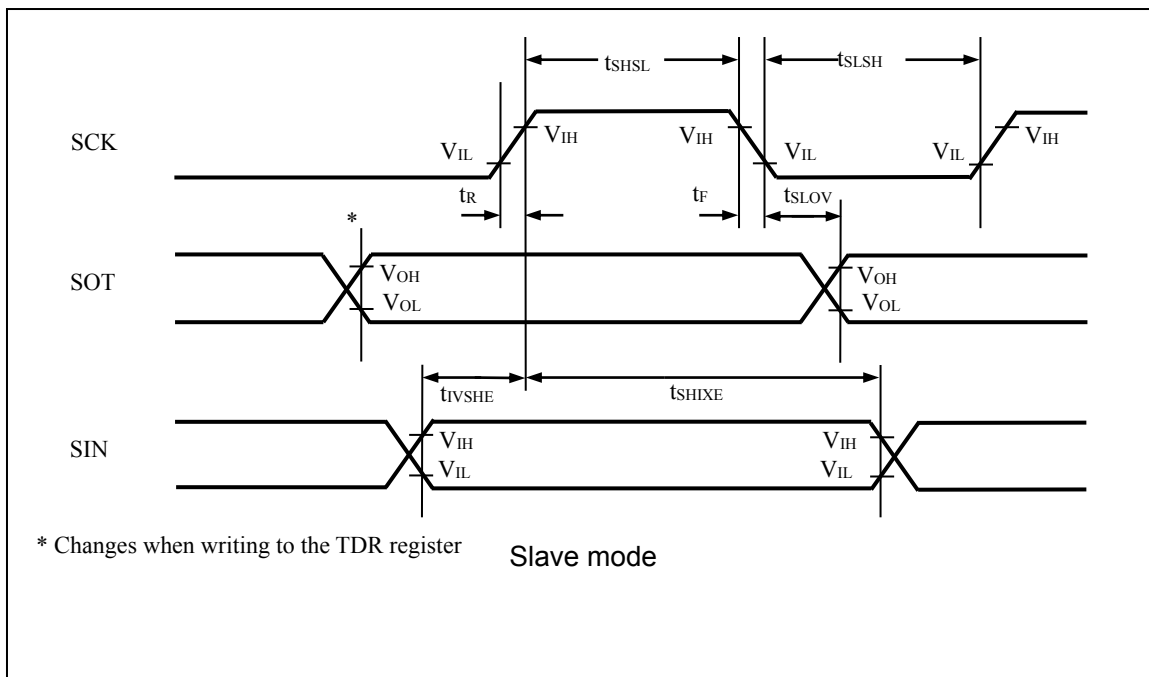 tSHSL
tSLSH
SCK
VIL
VIH
VIH
VIL
VIL
VIH
tR
tF
tSLOV
*
SOT
VOH
VOL
VOH
VOL
tIVSHE
tSHIXE
SIN
VIH
VIL
VIH
VIL
* Changes when writing to the TDR register
Slave mode